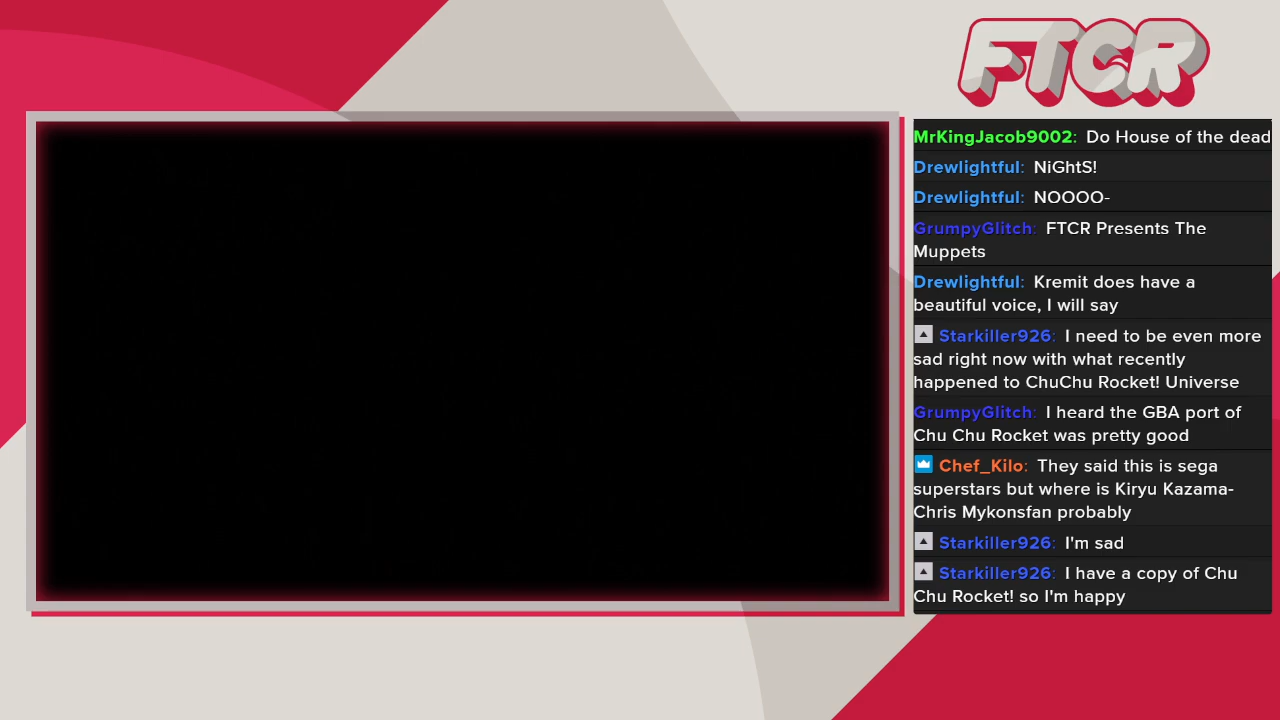 FTCR
MrKingJacob9002: Do House of the dead
Drewlightful: NiGhtS!
Drewlightful: NOOOO-
GrumpyGlitch: FTCR Presents The
Muppets
Drewlightful: Kremit does have a
beautiful voice, I will say
Starkiller926: I need to be even more
sad right now with what recently
happened to ChuChu Rocket! Universe
GrumpyGlitch: I heard the GBA port of
Chu Chu Rocket was pretty good
Chef_Kilo: They said this is sega
superstars but where is Kiryu Kazama-
Chris Mykonsfan probably
Starkiller926: I'm sad
Starkiller926: I have a copy of Chu
Chu Rocket! so I'm happy